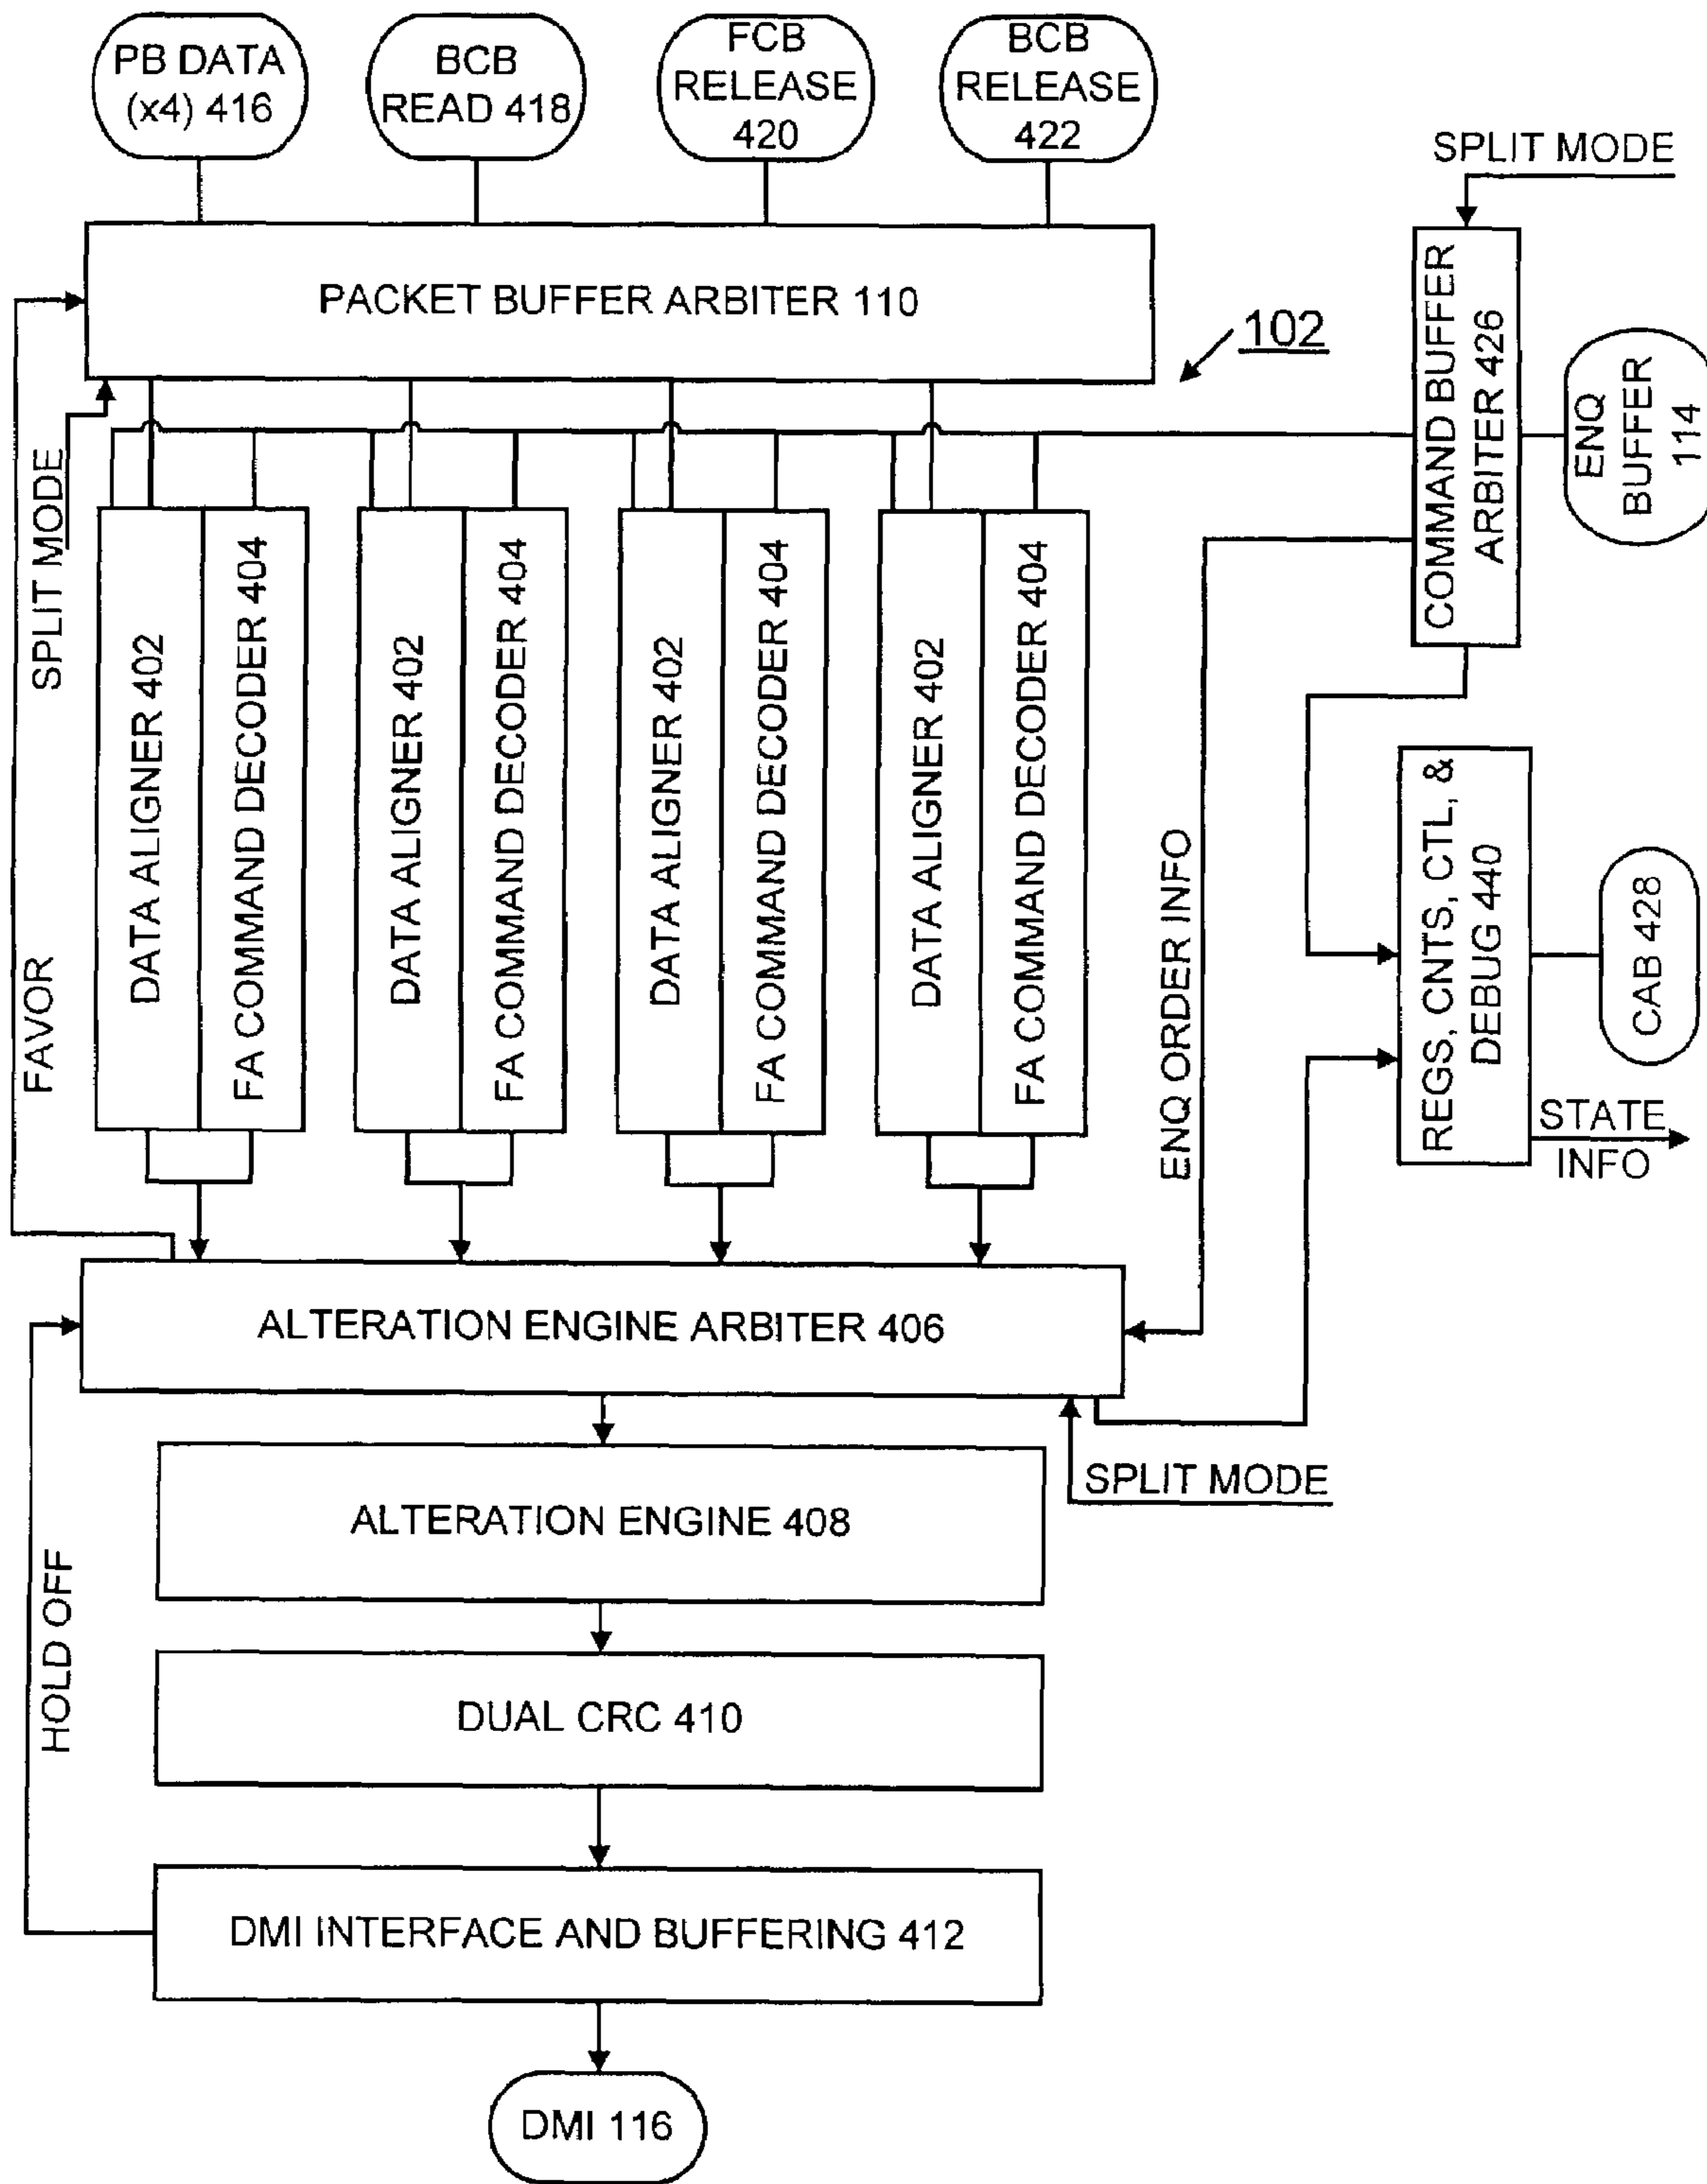 PB DATA
(x4) 416
BCB
READ 418
FCB
RELEASE
420
BCB
RELEASE
422
SPLIT MODE
PACKET BUFFER ARBITER 110
102
COMMAND BUFFER
ARBITER 426
ENQ
BUFFER
114
SPLIT MODE
FAVOR
DATA ALIGNER 402
FA COMMAND DECODER 404
DATA ALIGNER 402
FA COMMAND DECODER 404
DATA ALIGNER 402
FA COMMAND DECODER 404
DATA ALIGNER 402
FA COMMAND DECODER 404
ENQ ORDER INFO
REGS, CNTS, CTL, &
DEBUG 440
CAB 428
STATE
INFO
ALTERATION ENGINE ARBITER 406
SPLIT MODE
ALTERATION ENGINE 408
HOLD OFF
DUAL CRC 410
DMI INTERFACE AND BUFFERING 412
DMI 116